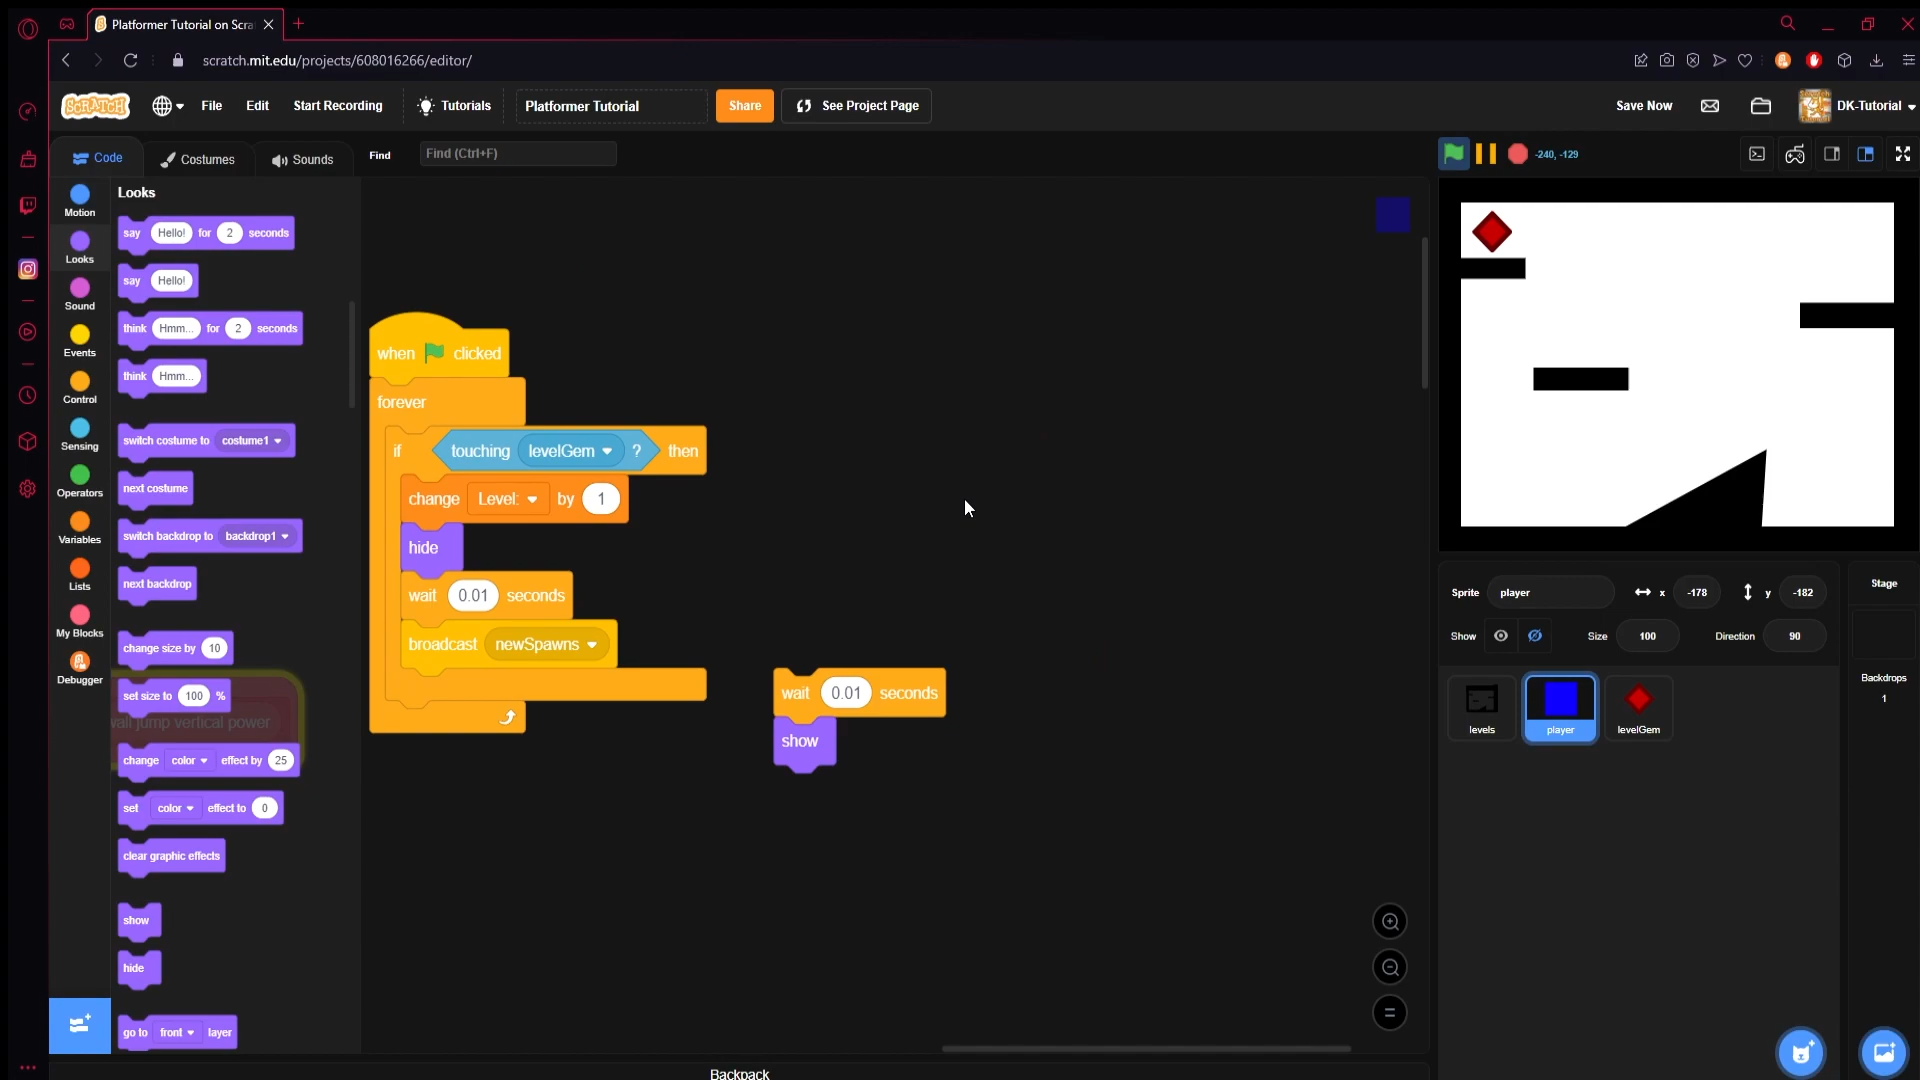 Platformer Tutorial on Scra
scratch.mit.edu/projects/608016266/editor/
SCRATCH
File
Edit
Start Recording
Tutorials
Platformer Tutorial
Share
See Project Page
Save Now
DK-Tutorial
Code
Costumes
Sounds
Find
Find (Ctrl+F)
-240, -129
Motion
Looks
Sound
Events
Control
Sensing
Operators
Variables
Lists
My Blocks
Debugger
Looks
say Hello! for 2 seconds
say Hello!
think Hmm... for 2 seconds
think Hmm...
switch costume to costume1
next costume
switch backdrop to backdrop1
next backdrop
change size by 10
set size to 100 %
wall jump vertical power
change color effect by 25
set color effect to 0
clear graphic effects
show
hide
go to front layer
when clicked
forever
if touching levelGem ? then
change Level: by 1
hide
wait 0.01 seconds
broadcast newSpawns
wait 0.01 seconds
show
Sprite player x -178 y -182
Show Size 100 Direction 90
levels
player
levelGem
Stage
Backdrops
1
Backpack